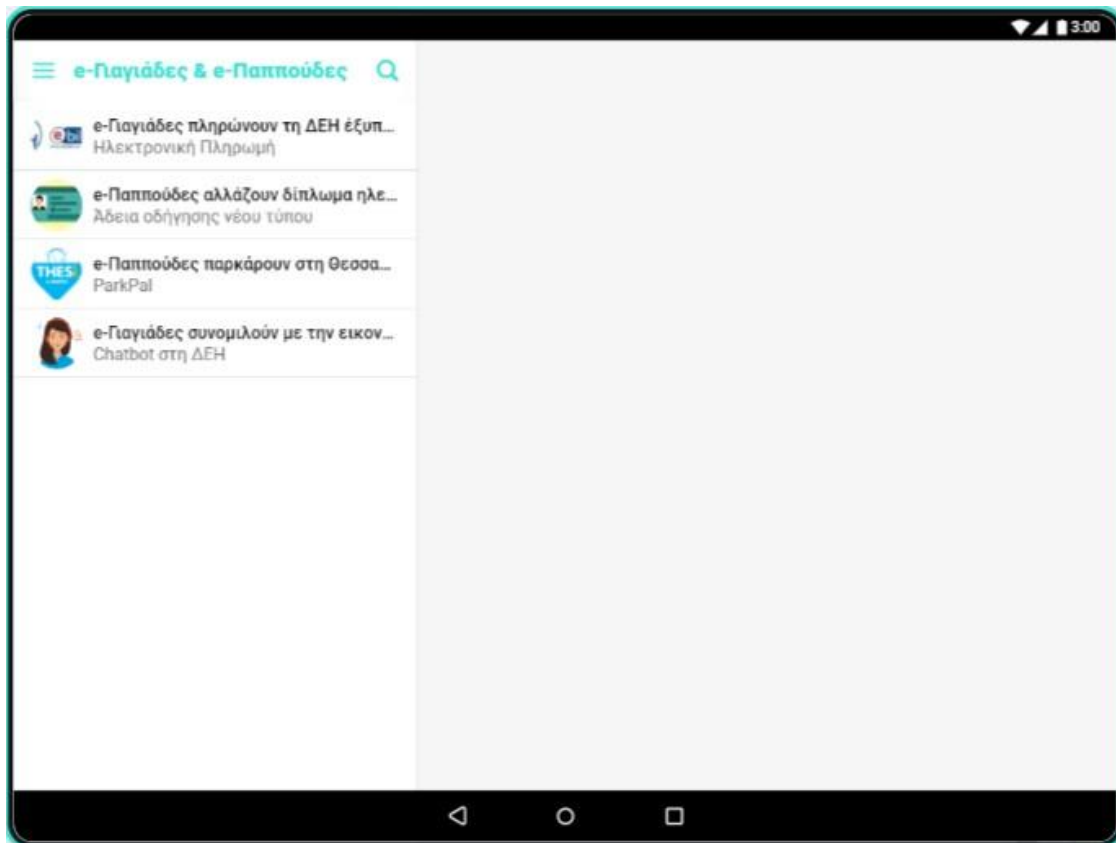 3:00
e-Γιαγιάδες & e-Παππούδες
e-Γιαγιάδες πληρώνουν τη ΔΕΗ έξυπ...
Ηλεκτρονική Πληρωμή
e-Παππούδες αλλάζουν δίπλωμα ηλε...
Άδεια οδήγησης νέου τύπου
THES
e-Παππούδες παρκάρουν στη Θεσσα...
ParkPal
e-Γιαγιάδες συνομιλούν με την εικον...
Chatbot στη ΔΕΗ